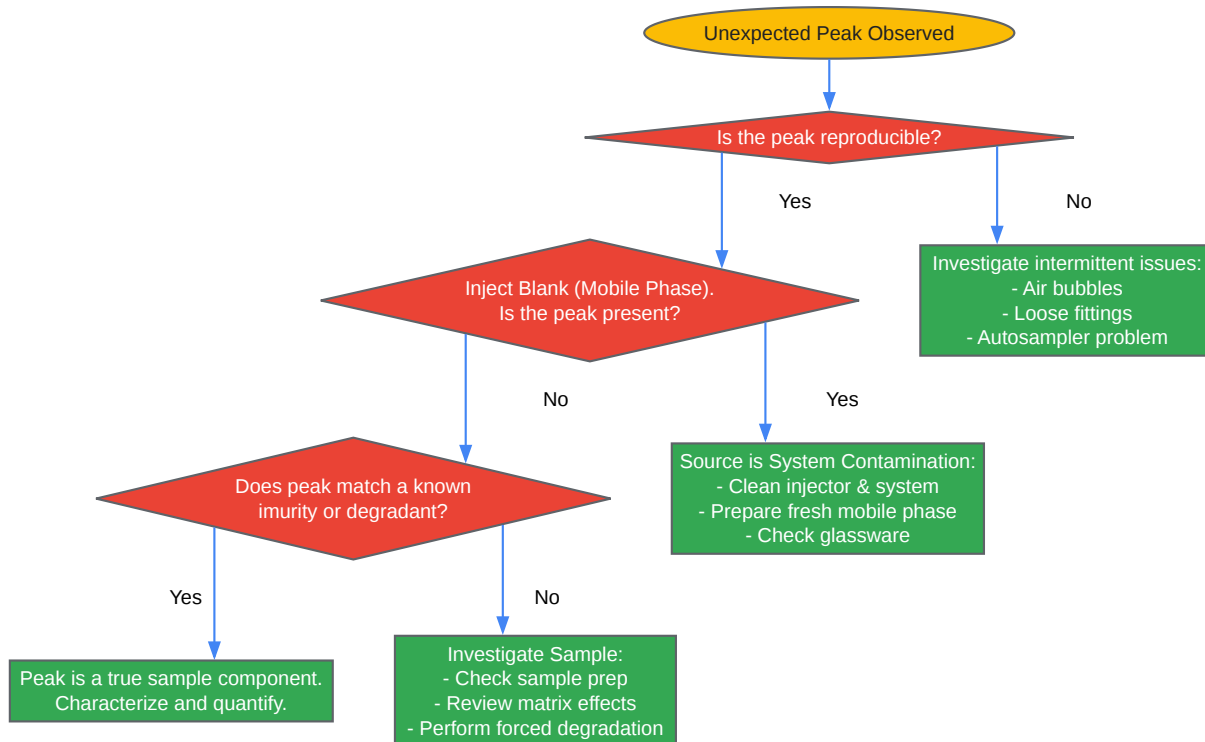 Unexpected Peak Observed
Is the peak reproducible?
Yes
No
Inject Blank (Mobile Phase).
Is the peak present?
Investigate intermittent issues:
- Air bubbles
- Loose fittings
- Autosampler problem
No
Yes
Does peak match a known
imurity or degradant?
Source is System Contamination:
- Clean injector & system
- Prepare fresh mobile phase
- Check glassware
Yes
No
Peak is a true sample component.
Characterize and quantify.
Investigate Sample:
- Check sample prep
- Review matrix effects
- Perform forced degradation